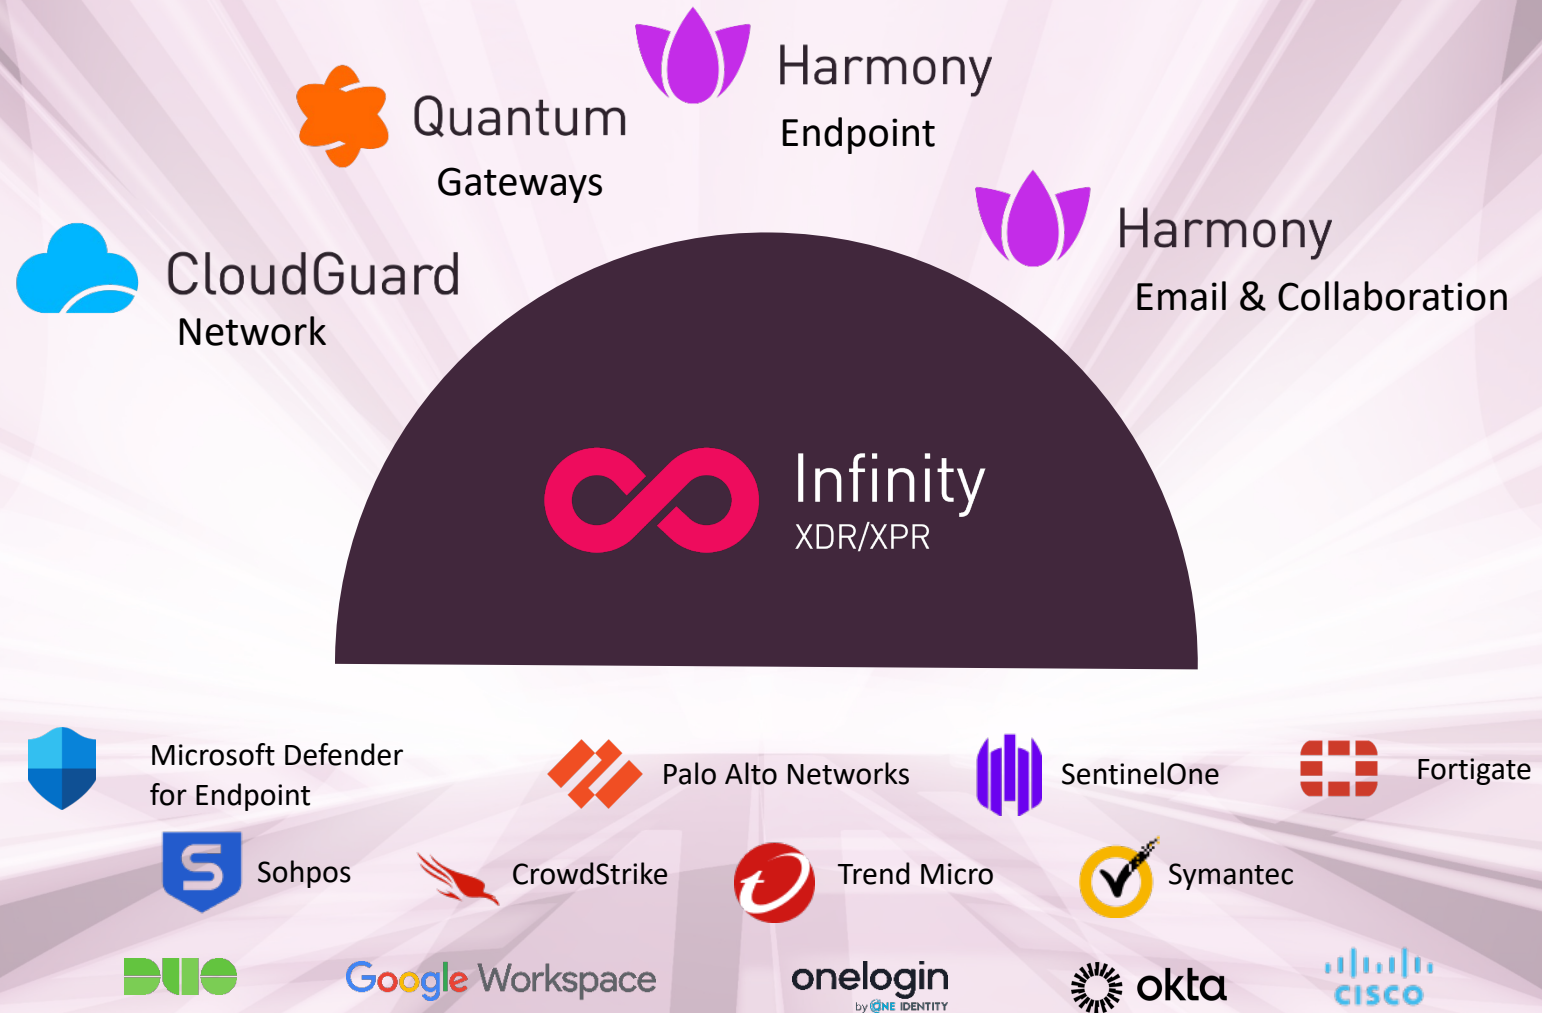 Harmony
Endpoint
Quantum
Gateways
Harmony
Email & Collaboration
CloudGuard
Network
Infinity
XDR/XPR
Microsoft Defender
for Endpoint
Palo Alto Networks
SentinelOne
Fortigate
S
Sohpos
CrowdStrike
Trend Micro
Symantec
DUO
Google Workspace
onelogin
by ONE IDENTITY
okta
CISCO